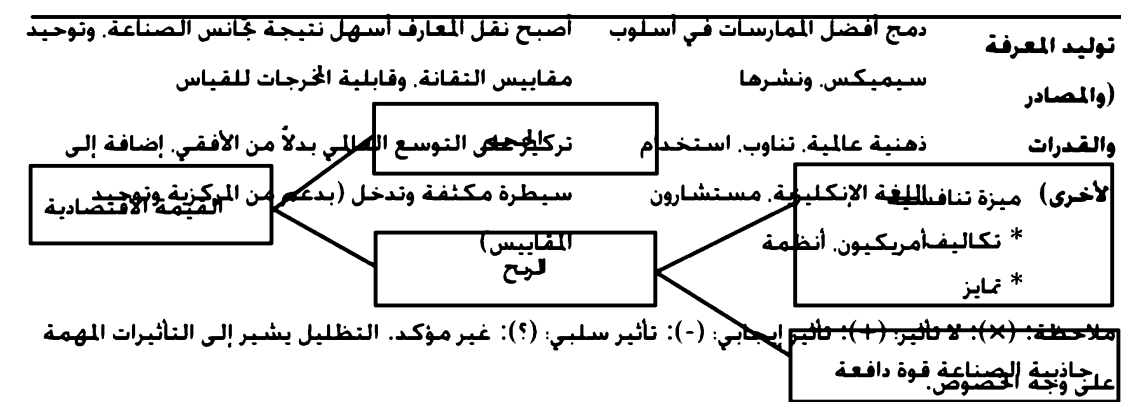 توليد المعرفة
(والمصادر
والقدرات
لأخرى)
دمج أفضل الممارسات في أسلوب
سيميكس، ونشرها
ذهنية عالمية، تناوب، استخدام
اللغة الإنكليزية، مستشارون
أمريكيون، أنظمة
أصبح نقل المعارف أسهل نتيجة تجانس الصناعة، وتوحيد
مقاييس التقانة، وقابلية المخرجات للقياس
تركيز على التوسع العالمي بدلاً من الأفقي، إضافة إلى
سيطرة مكثفة وتدخل (بدعم من المركزية وتوحيد
المقاييس)
الحجم
القيمة الاقتصادية
الربح
ميزة تنافسية
* تكاليف
* تمايز
ملاحظة: (×): لا تأثير: (+): تأثير إيجابي: (-): تأثير سلبي: (؟): غير مؤكد. التظليل يشير إلى التأثيرات المهمة
على وجه الخصوص.
جاذبية الصناعة قوة دافعة